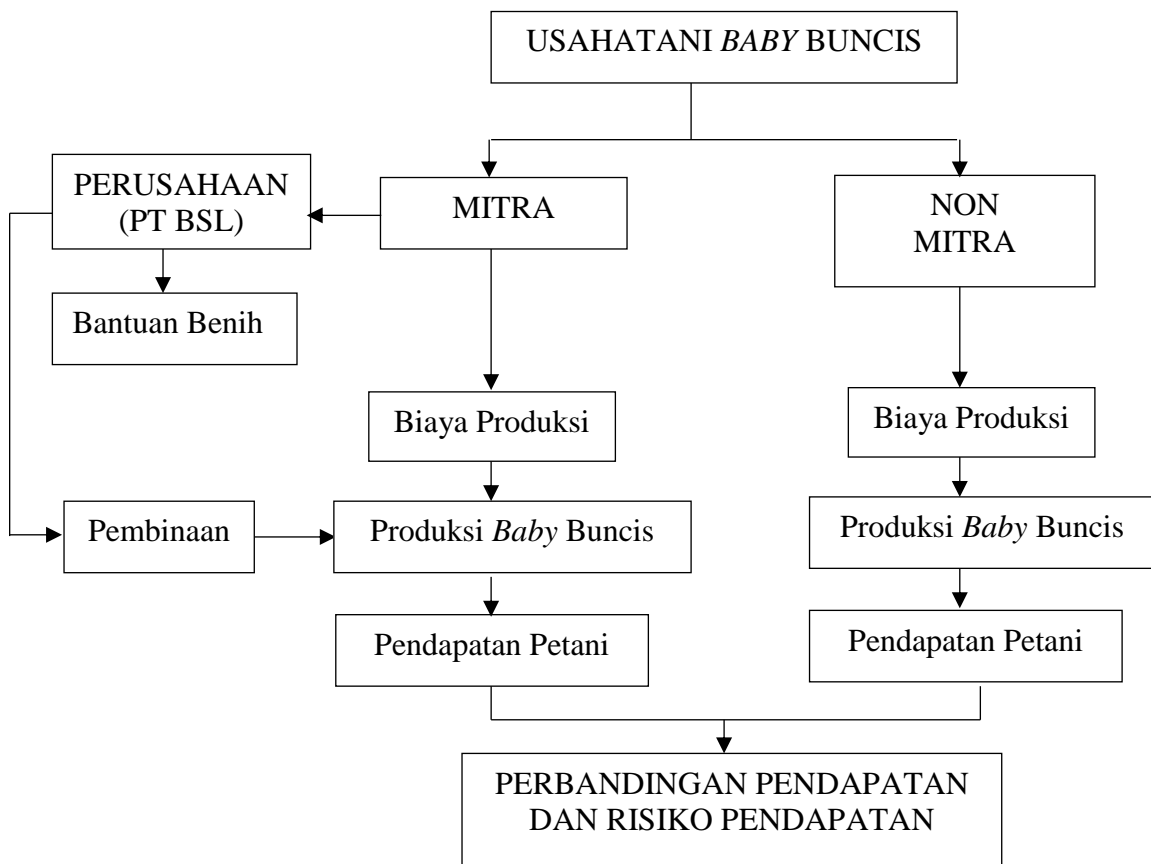 USAHATANI BABY BUNCIS
PERUSAHAAN
(PT BSL)
MITRA
NON
MITRA
Bantuan Benih
Biaya Produksi
Biaya Produksi
Pembinaan
Produksi Baby Buncis
Produksi Baby Buncis
Pendapatan Petani
Pendapatan Petani
PERBANDINGAN PENDAPATAN
DAN RISIKO PENDAPATAN